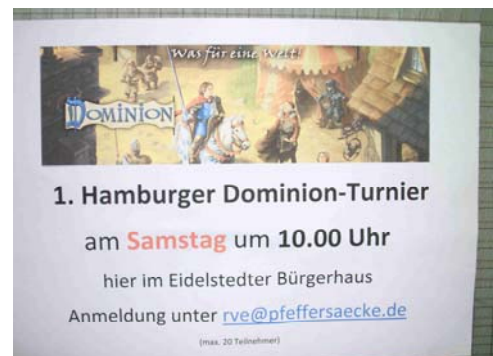 Was für eine Welt!
DOMINION
1. Hamburger Dominion-Turnier
am Samstag um 10.00 Uhr
hier im Eidelstedter Bürgerhaus
Anmeldung unter rve@pfeffersaecke.de
(max. 20 Teilnehmer)